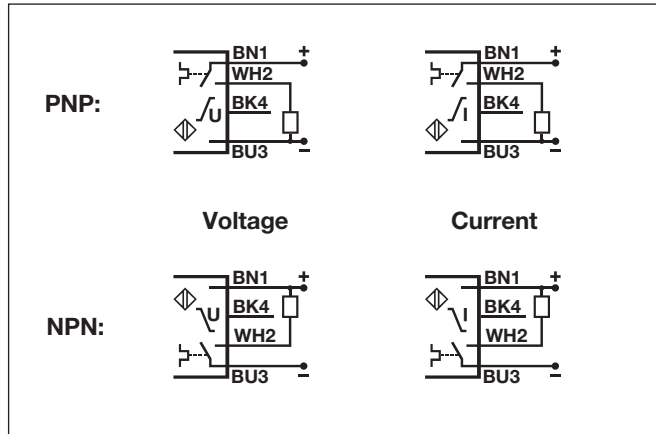 PNP:
BN1 +
WH2
U BK4
BU3 −
BN1 +
WH2
I BK4
BU3 −
Voltage
Current
NPN:
BN1 +
U BK4
WH2
BU3 −
BN1 +
I BK4
WH2
BU3 −